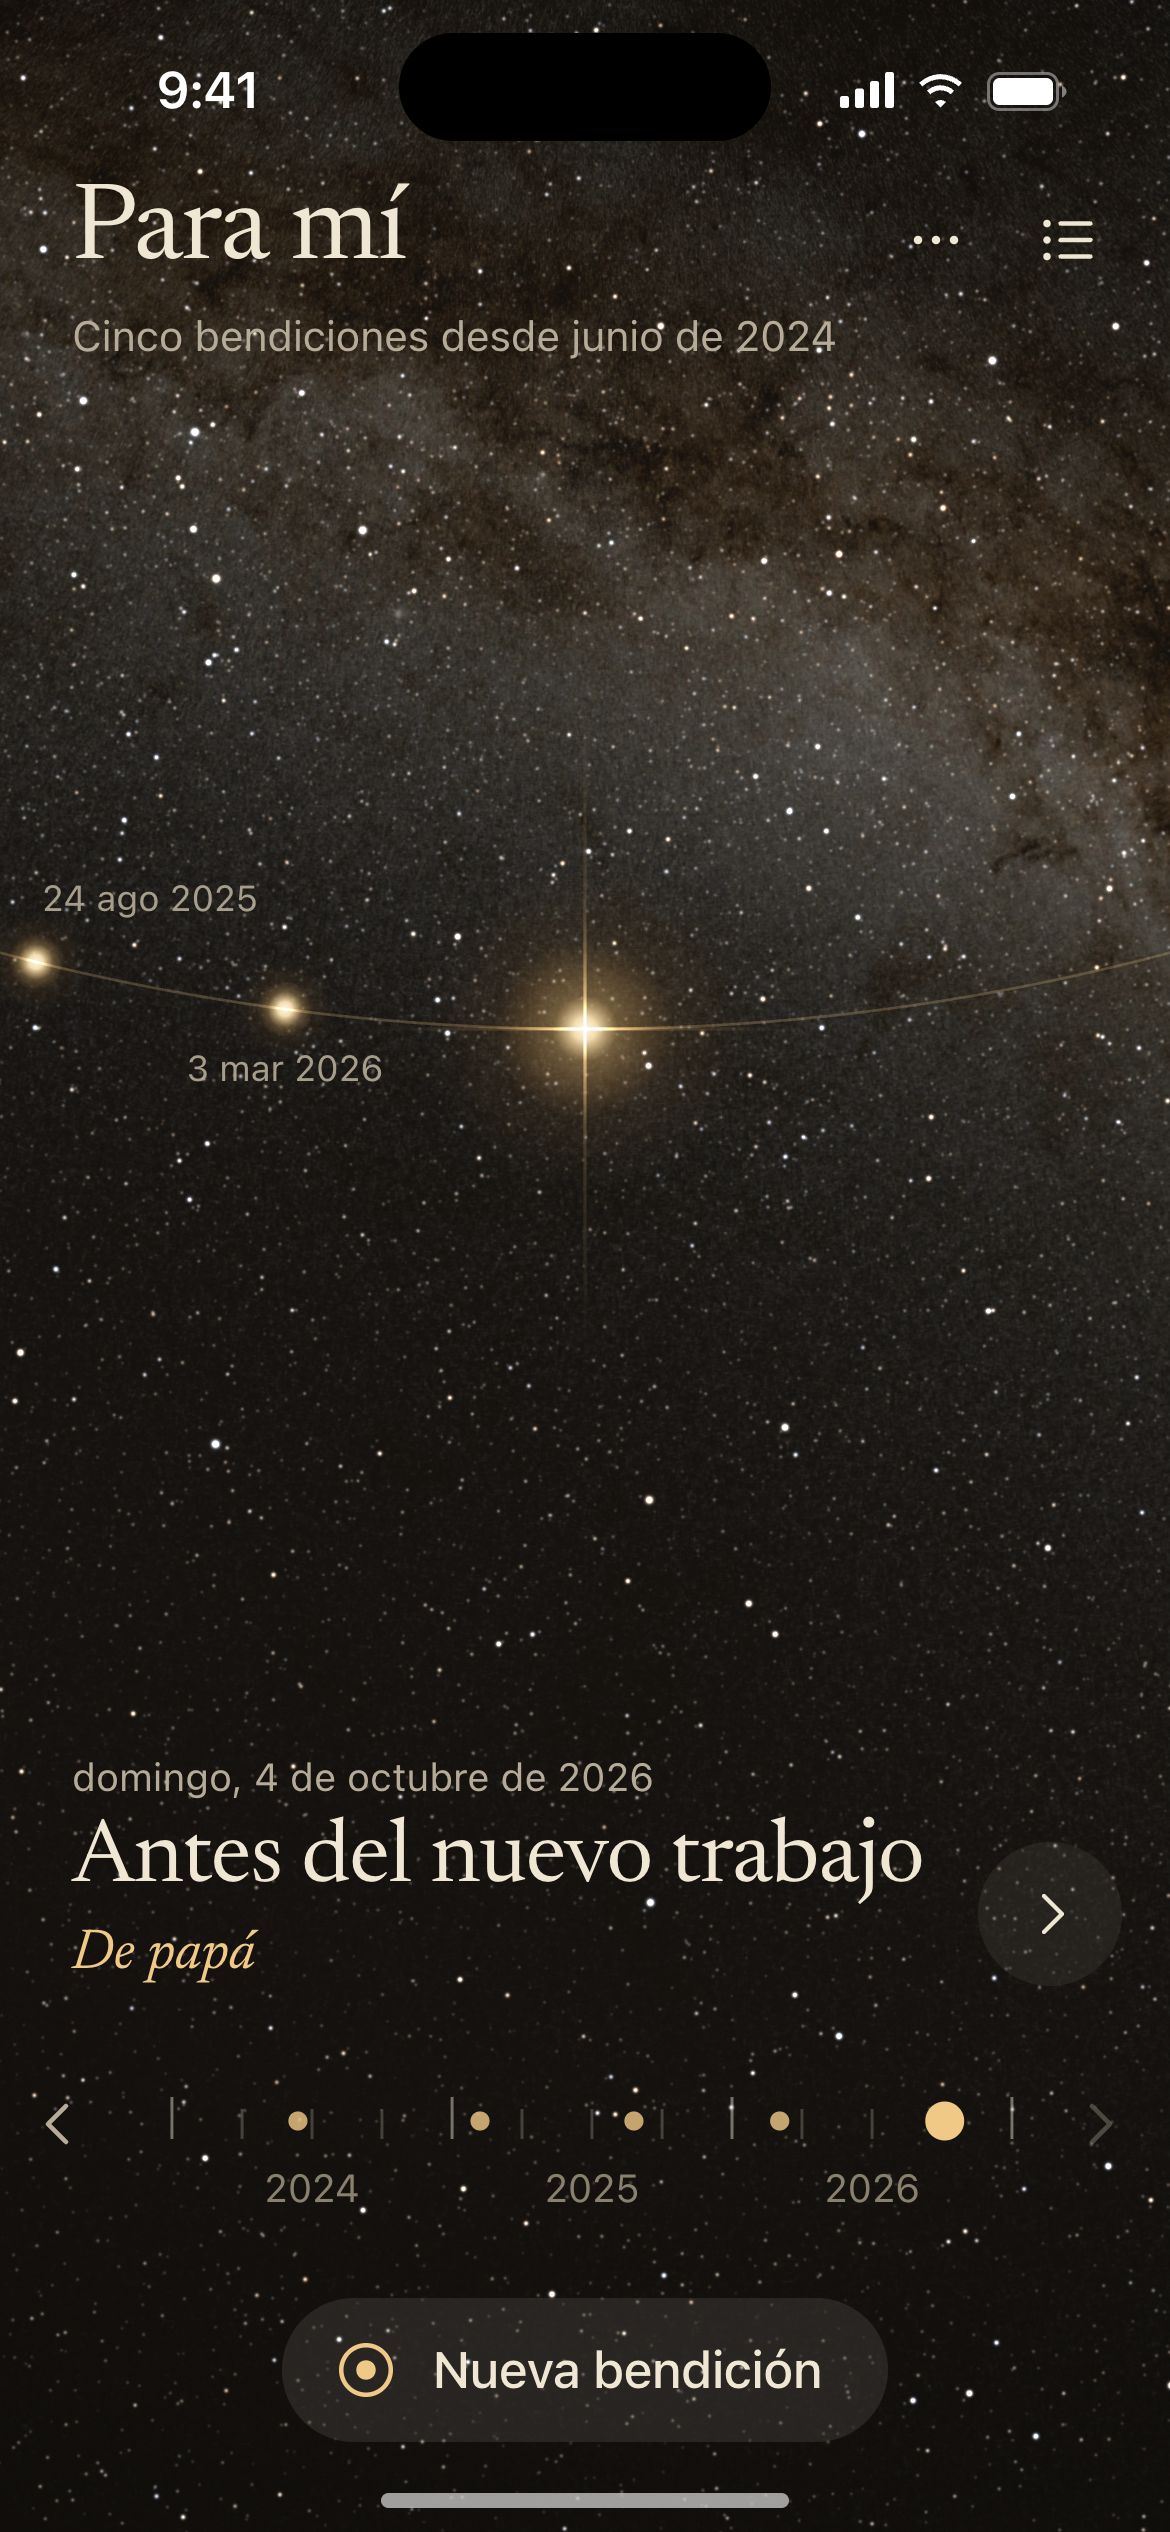 9:41
Para mí
Cinco bendiciones desde junio de 2024
24 ago 2025
3 mar 2026
domingo, 4 de octubre de 2026
Antes del nuevo trabajo
De papá
2024
2025
2026
Nueva bendición